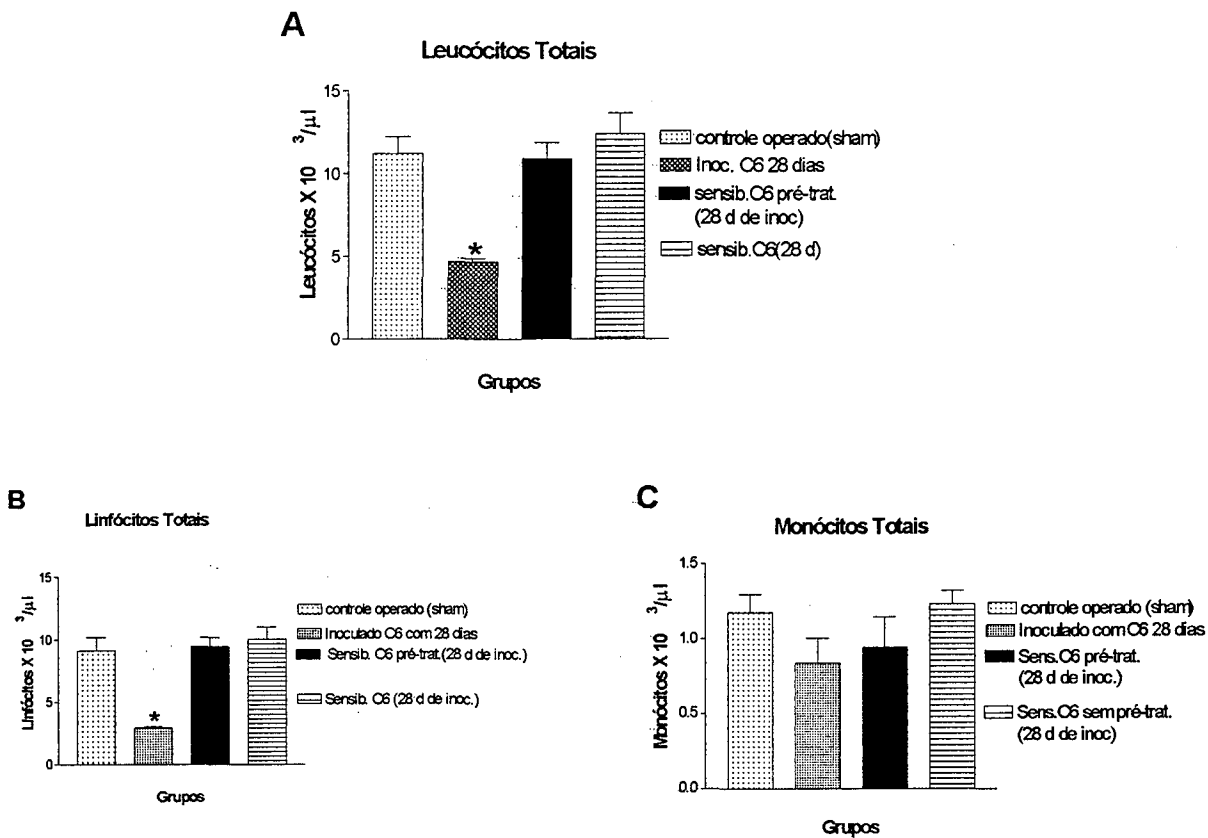 A
Leucócitos Totais
Leucócitos X 10 ³/µl
15
10
5
0
*
controle operado(sham)
Inoc. C6 28 dias
sensib.C6 pré-trat.
(28 d de inoc)
sensib.C6(28 d)
Grupos
B
Linfócitos Totais
Linfócitos X 10 ³/µl
15
10
5
0
*
controle operado (sham)
Inoculado C6 com 28 dias
Sensib. C6 pré-trat.(28 d de inoc.)
Sensib. C6 (28 d de inoc.)
Grupos
C
Monócitos Totais
Monócitos X 10 ³/µl
1.5
1.0
0.5
0.0
controle operado (sham)
Inoculado com C6 28 dias
Sens.C6 pré-trat.
(28 d de inoc.)
Sens.C6 sem pré-trat.
(28 d de inoc)
Grupos